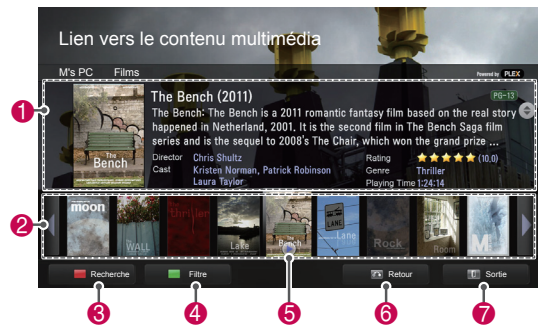 Lien vers le contenu multimédia
M's PC Films
Powered by PLEX
1
The Bench (2011)
PG-13
The Bench: The Bench is a 2011 romantic fantasy film based on the real story
happened in Netherland, 2001. It is the second film in The Bench Saga film
series and is the sequel to 2008's The Chair, which won the grand prize ...
Director Chris Shultz
Rating (10,0)
Cast Kristen Norman, Patrick Robinson
Genre Thriller
Laura Taylor
Playing Time 1:24:14
The
Bench
2
moon
WALL
Thriller
Lake
The
Bench
LANE
Lane
Rock
Room
M
Recherche
Filtre
Retour
Sortie
3
4
5
6
7